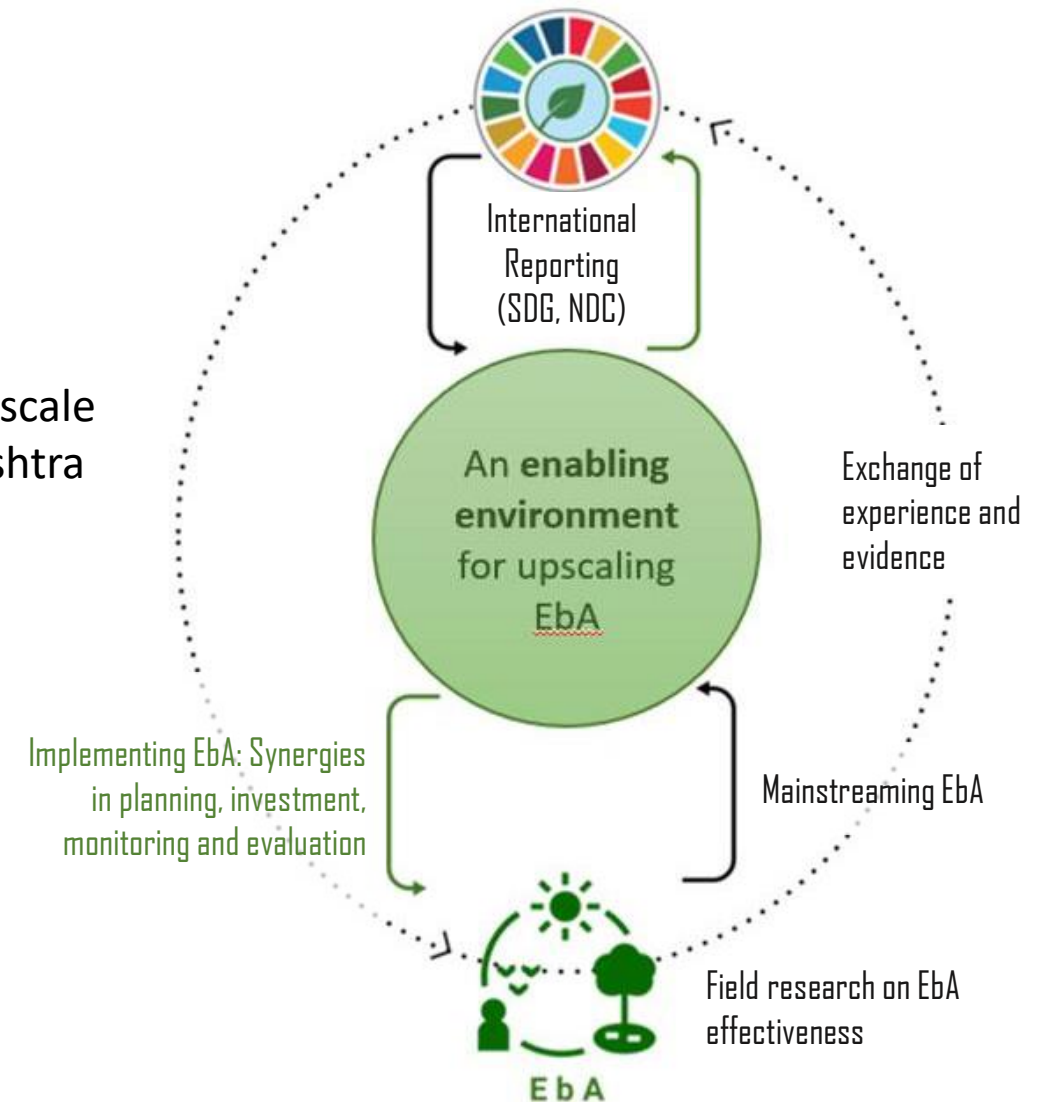 International
Reporting
(SDG, NDC)
scale
shtra
An enabling
environment
for upscaling
EbA
Exchange of
experience and
evidence
Implementing EbA: Synergies
in planning, investment,
monitoring and evaluation
Mainstreaming EbA
Field research on EbA
effectiveness
EbA